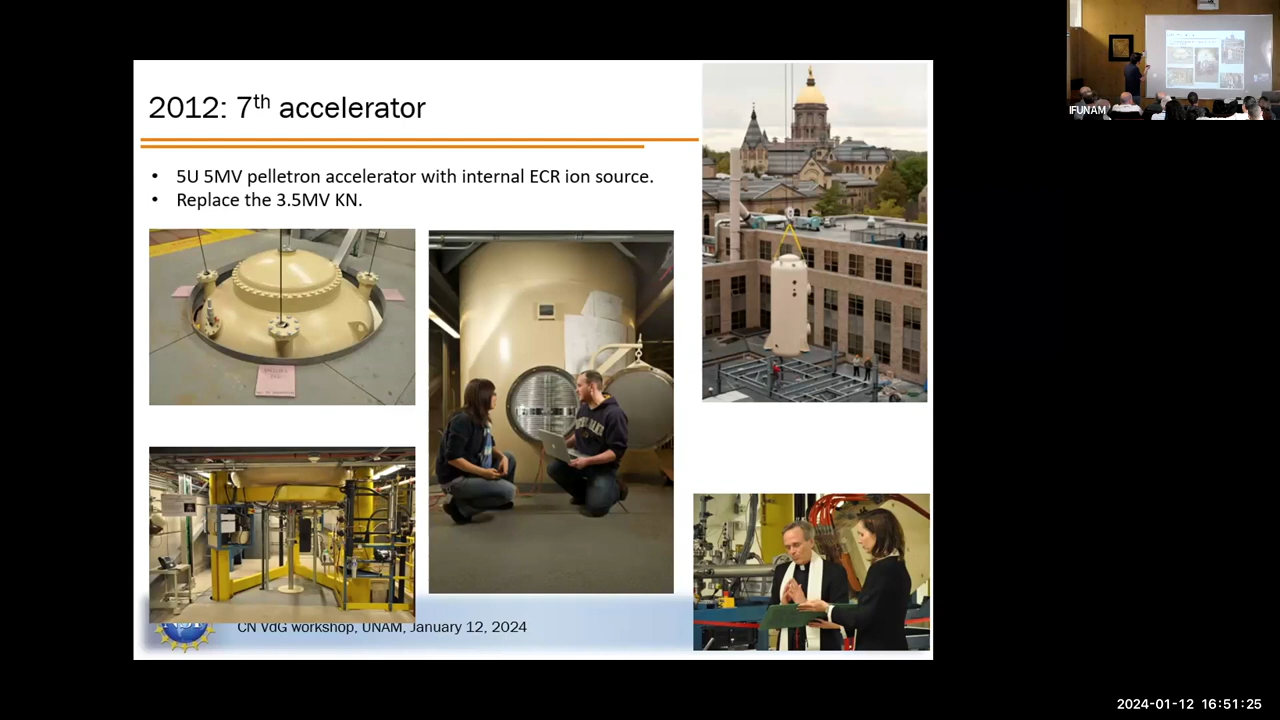 2012: 7th accelerator
• 5U 5MV pelletron accelerator with internal ECR ion source.
• Replace the 3.5MV KN.
CN VdG workshop, UNAM, January 12, 2024
IFUNAM
2024-01-12 16:51:25